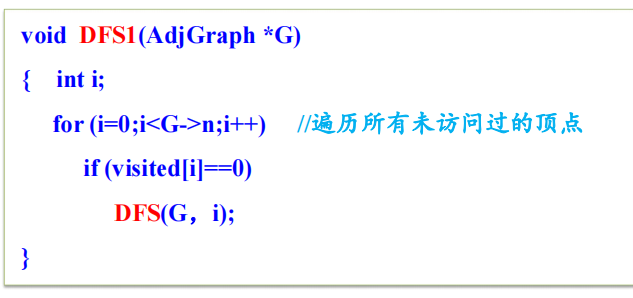 void DFS1(AdjGraph *G)
{ int i;
for (i=0;i<G->n;i++) //遍历所有未访问过的顶点
if (visited[i]==0)
DFS(G，i);
}